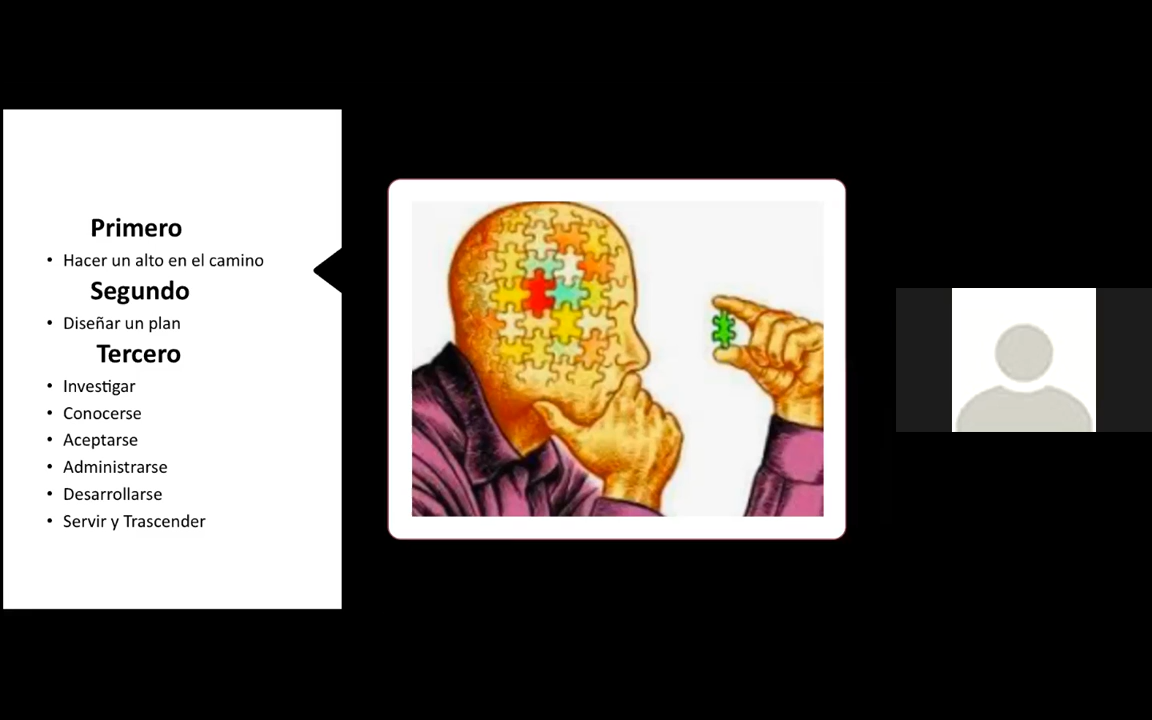 Primero
• Hacer un alto en el camino
Segundo
• Diseñar un plan
Tercero
• Investigar
• Conocerse
• Aceptarse
• Administrarse
• Desarrollarse
• Servir y Trascender